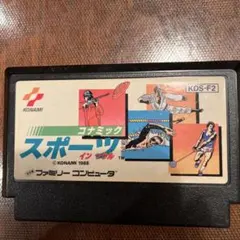 KONAMI
KDS-F2
コナミック
スポーツ
イン ソウル
TM
© KONAMI 1988
ファミリー コンピュータ